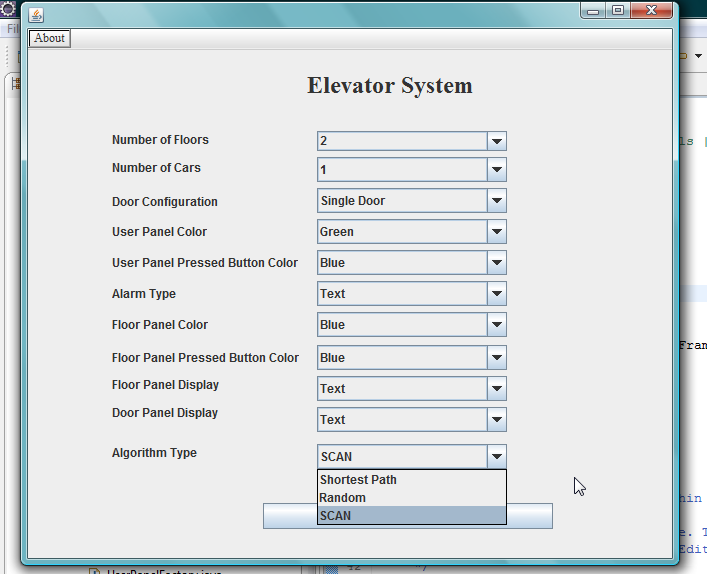 About
Elevator System
Number of Floors 2
Number of Cars 1
Door Configuration Single Door
User Panel Color Green
User Panel Pressed Button Color Blue
Alarm Type Text
Floor Panel Color Blue
Floor Panel Pressed Button Color Blue
Floor Panel Display Text
Door Panel Display Text
Algorithm Type SCAN
Shortest Path
Random
SCAN